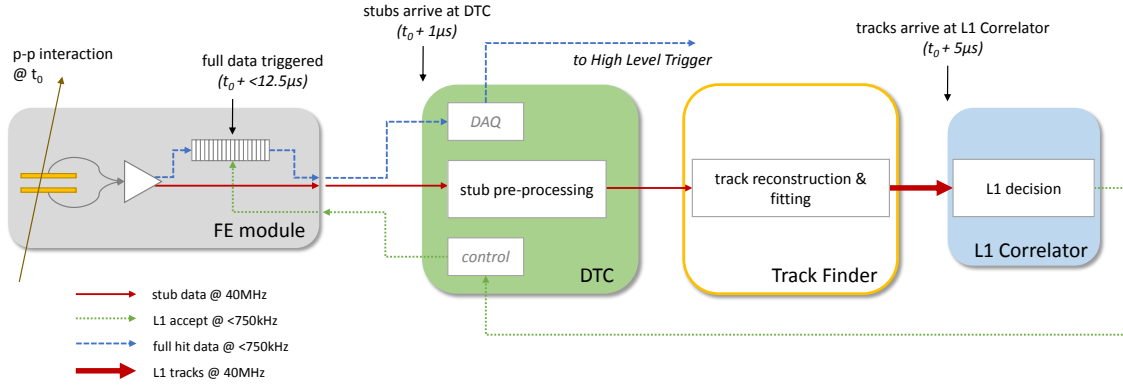 stubs arrive at DTC
(t0 + 1μs)
tracks arrive at L1 Correlator
(t0 + 5μs)
p-p interaction
@ t0
full data triggered
(t0 + <12.5μs)
to High Level Trigger
DAQ
stub pre-processing
track reconstruction &
fitting
L1 decision
FE module
control
DTC
Track Finder
L1 Correlator
stub data @ 40MHz
L1 accept @ <750kHz
full hit data @ <750kHz
L1 tracks @ 40MHz